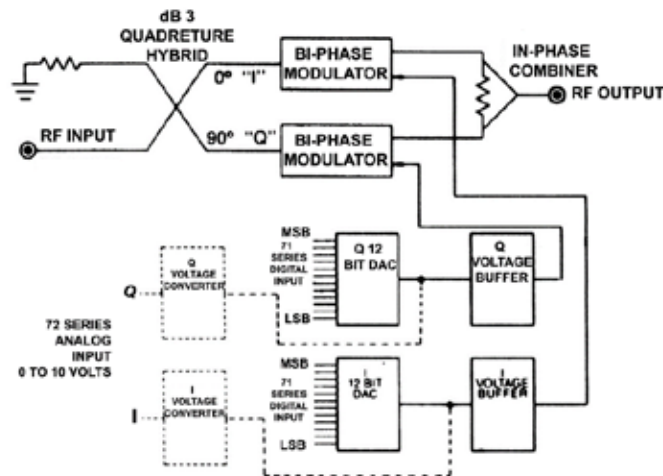 dB 3
QUADRETURE
HYBRID
0° "I"
BI-PHASE
MODULATOR
IN-PHASE
COMBINER
RF OUTPUT
RF INPUT
90° "Q"
BI-PHASE
MODULATOR
MSB
71
SERIES
DIGITAL
INPUT
LSB
Q 12
BIT DAC
Q
VOLTAGE
BUFFER
Q
VOLTAGE
CONVERTER
Q
72 SERIES
ANALOG
INPUT
0 TO 10 VOLTS
MSB
71
SERIES
DIGITAL
INPUT
LSB
I
12 BIT
DAC
I
VOLTAGE
BUFFER
I
VOLTAGE
CONVERTER
I